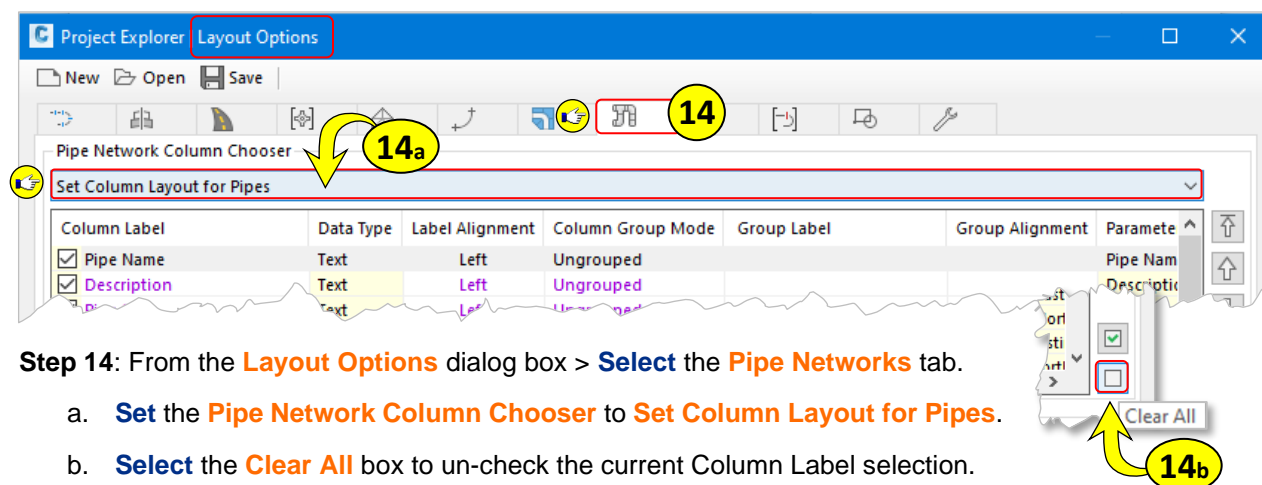 C Project Explorer Layout Options
New Open Save
14
Pipe Network Column Chooser
14a
Set Column Layout for Pipes
Column Label Data Type Label Alignment Column Group Mode Group Label Group Alignment Paramete
Pipe Name Text Left Ungrouped Pipe Nam
Description Text Left Ungrouped Descriptic
Step 14: From the Layout Options dialog box > Select the Pipe Networks tab.
a. Set the Pipe Network Column Chooser to Set Column Layout for Pipes.
Clear All
b. Select the Clear All box to un-check the current Column Label selection.
14b